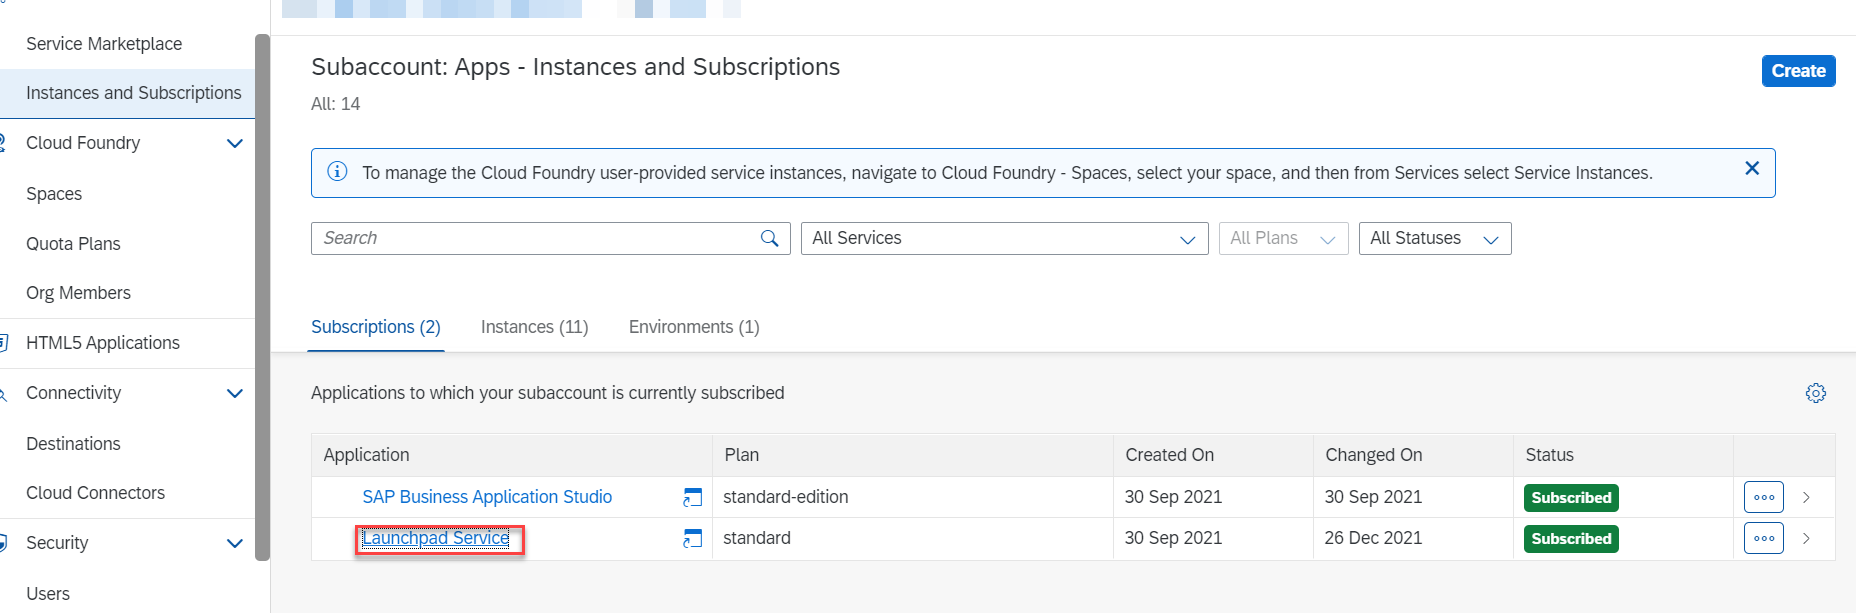 Service Marketplace
Instances and Subscriptions
Cloud Foundry
Spaces
Quota Plans
Org Members
HTML5 Applications
Connectivity
Destinations
Cloud Connectors
Security
Users
Subaccount: Apps - Instances and Subscriptions
Create
All: 14
To manage the Cloud Foundry user-provided service instances, navigate to Cloud Foundry - Spaces, select your space, and then from Services select Service Instances.
Search All Services All Plans All Statuses
Subscriptions (2) Instances (11) Environments (1)
Applications to which your subaccount is currently subscribed
Application Plan Created On Changed On Status
SAP Business Application Studio standard-edition 30 Sep 2021 30 Sep 2021 Subscribed
Launchpad Service standard 30 Sep 2021 26 Dec 2021 Subscribed